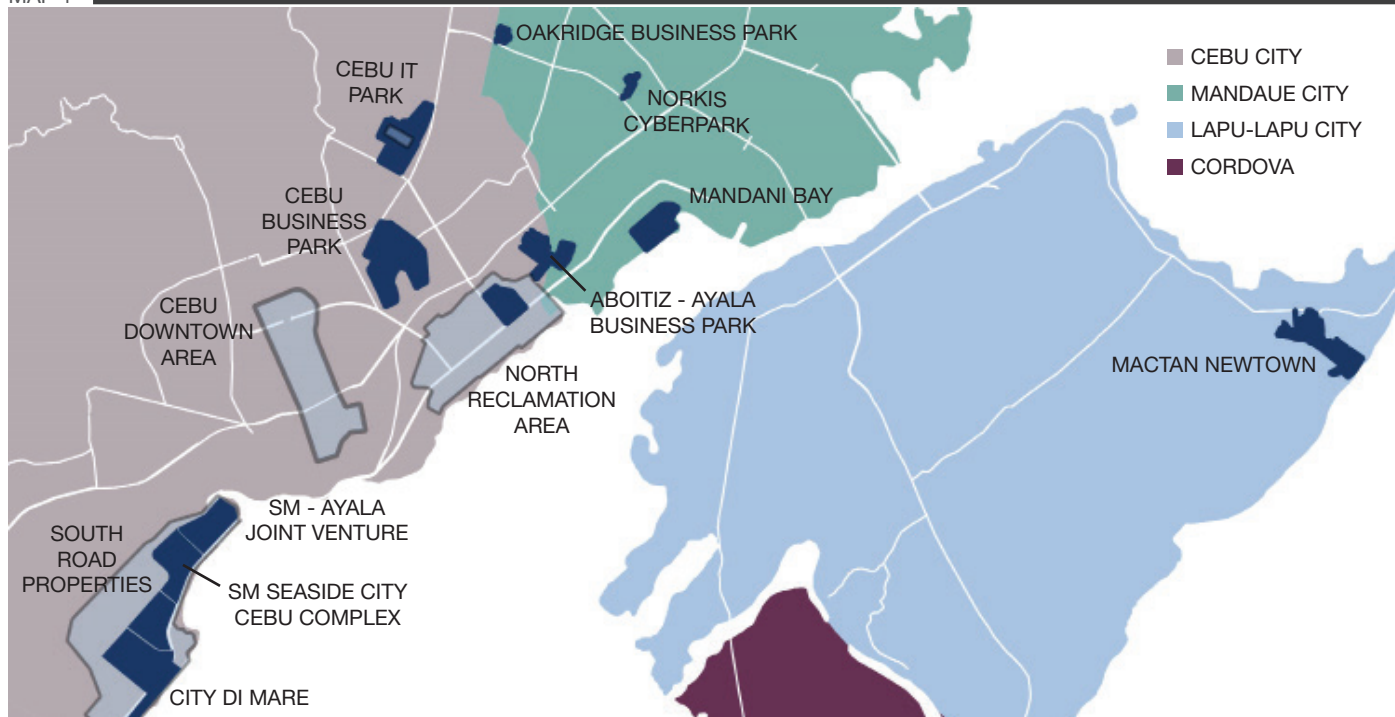 OAKRIDGE BUSINESS PARK
CEBU IT
PARK
NORKIS
CYBERPARK
CEBU CITY
MANDAUE CITY
LAPU-LAPU CITY
CORDOVA
CEBU
BUSINESS
PARK
MANDANI BAY
CEBU
DOWNTOWN
AREA
ABOITIZ - AYALA
BUSINESS PARK
MACTAN NEWTOWN
NORTH
RECLAMATION
AREA
SM - AYALA
JOINT VENTURE
SOUTH
ROAD
PROPERTIES
SM SEASIDE CITY
CEBU COMPLEX
CITY DI MARE